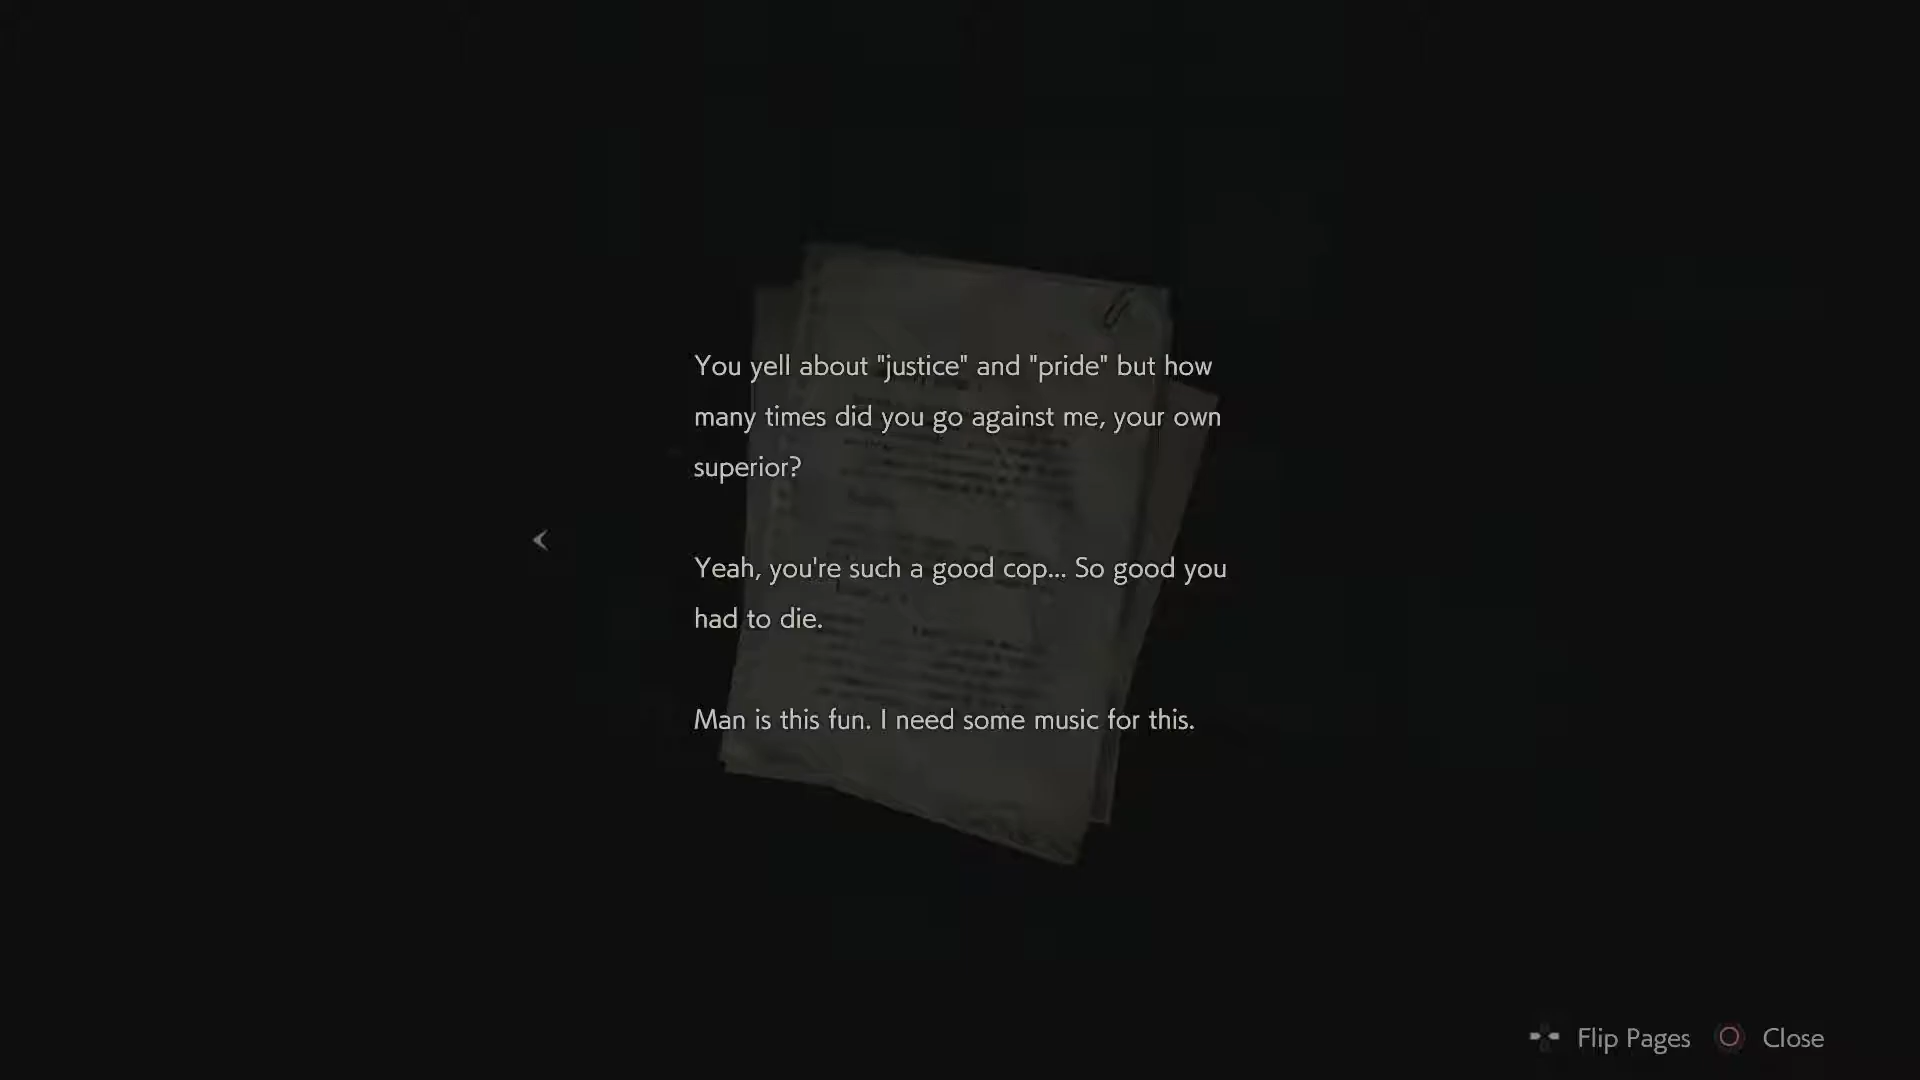 You yell about "justice" and "pride" but how
many times did you go against me, your own
superior?
Yeah, you're such a good cop... So good you
had to die.
Man is this fun. I need some music for this.
Flip Pages
Close